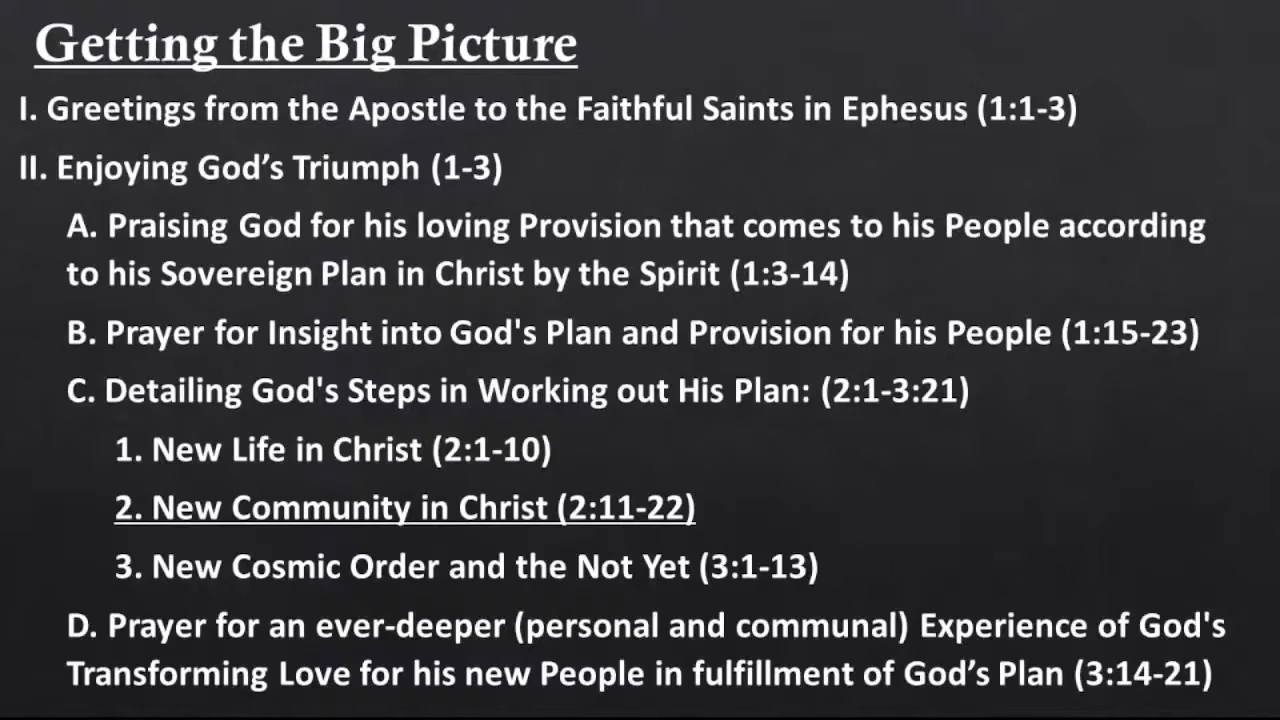 Getting the Big Picture
I. Greetings from the Apostle to the Faithful Saints in Ephesus (1:1-3)
II. Enjoying God’s Triumph (1-3)
A. Praising God for his loving Provision that comes to his People according
to his Sovereign Plan in Christ by the Spirit (1:3-14)
B. Prayer for Insight into God's Plan and Provision for his People (1:15-23)
C. Detailing God's Steps in Working out His Plan: (2:1-3:21)
1. New Life in Christ (2:1-10)
2. New Community in Christ (2:11-22)
3. New Cosmic Order and the Not Yet (3:1-13)
D. Prayer for an ever-deeper (personal and communal) Experience of God's
Transforming Love for his new People in fulfillment of God’s Plan (3:14-21)